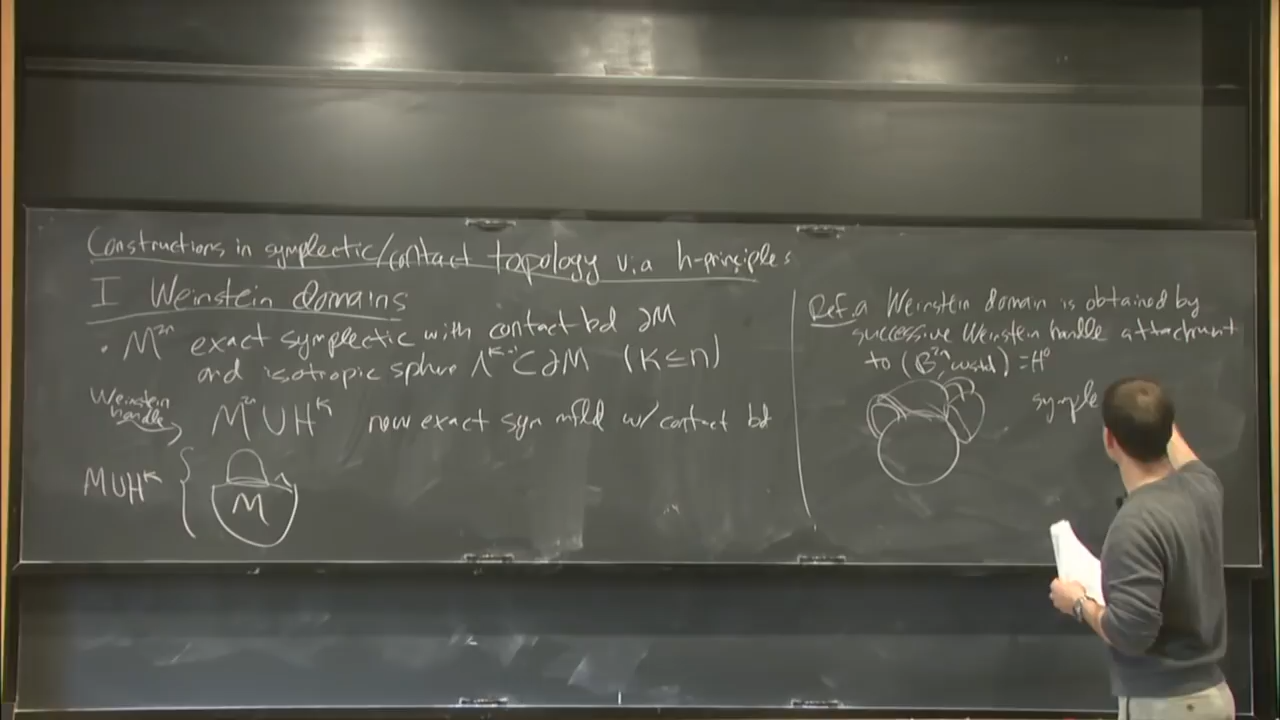 Constructions in symplectic/contact topology via h-principles
I Weinstein domains
• M²ⁿ exact symplectic with contact bd ∂M
and isotropic sphere Λᵏ⁻¹ ⊂ ∂M (k ≤ n)
Weinstein
handle
M²ⁿ ∪ Hᵏ new exact sym mfld w/ contact bd
M∪Hᵏ { M Λ
Def. a Weinstein domain is obtained by
successive Weinstein handle attachment
to (B²ⁿ, ωstd) = H⁰
symple